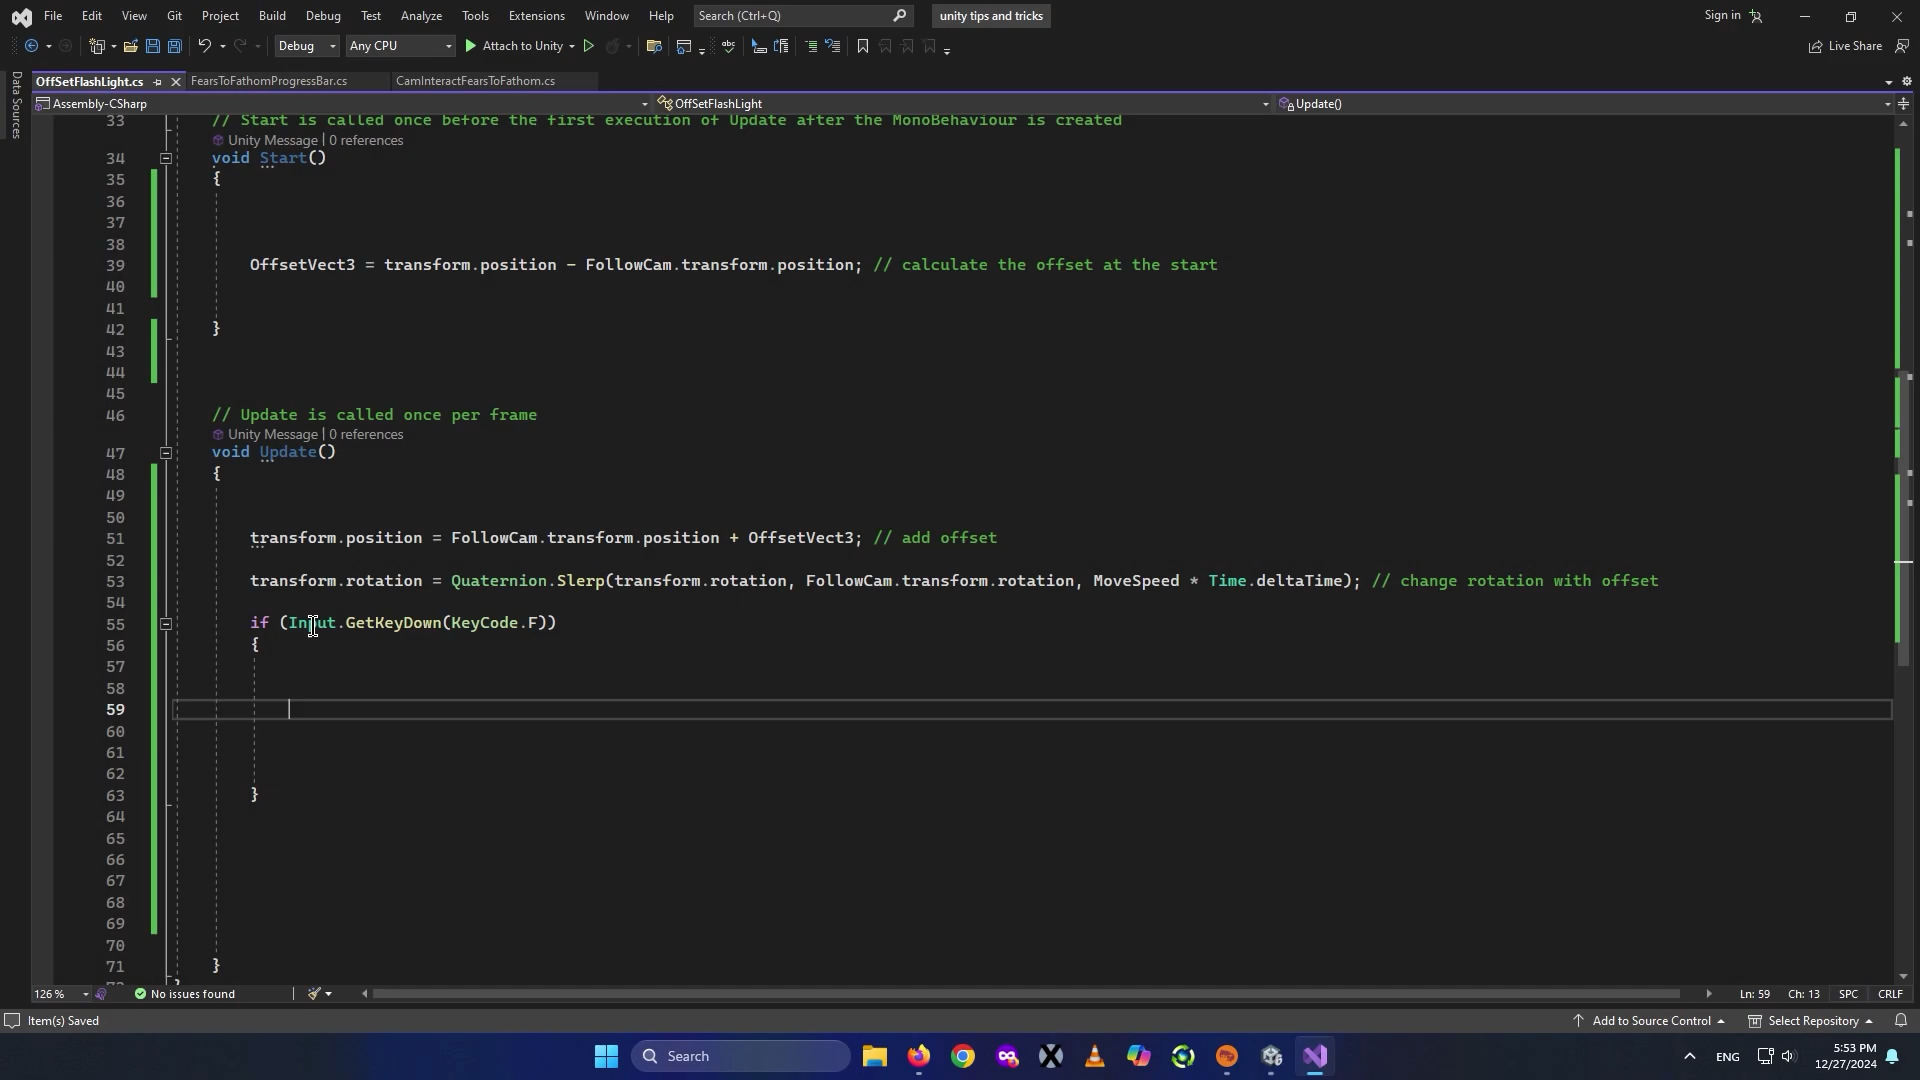 File Edit View Git Project Build Debug Test Analyze Tools Extensions Window Help Search (Ctrl+Q) unity tips and tricks Sign in
Debug Any CPU Attach to Unity Live Share
OffSetFlashLight.cs FearsToFathomProgressBar.cs CamInteractFearsToFathom.cs
Data Sources
Assembly-CSharp OffSetFlashLight Update()
33 // Start is called once before the first execution of Update after the MonoBehaviour is created
Unity Message | 0 references
34 void Start()
35 {
36
37
38
39 OffsetVect3 = transform.position - FollowCam.transform.position; // calculate the offset at the start
40
41
42 }
43
44
45
46 // Update is called once per frame
Unity Message | 0 references
47 void Update()
48 {
49
50
51 transform.position = FollowCam.transform.position + OffsetVect3; // add offset
52
53 transform.rotation = Quaternion.Slerp(transform.rotation, FollowCam.transform.rotation, MoveSpeed * Time.deltaTime); // change rotation with offset
54
55 if (Input.GetKeyDown(KeyCode.F))
56 {
57
58
59
60
61
62
63 }
64
65
66
67
68
69
70
71 }
126 % No issues found Ln: 59 Ch: 13 SPC CRLF
Item(s) Saved Add to Source Control Select Repository
Search ENG 5:53 PM
12/27/2024